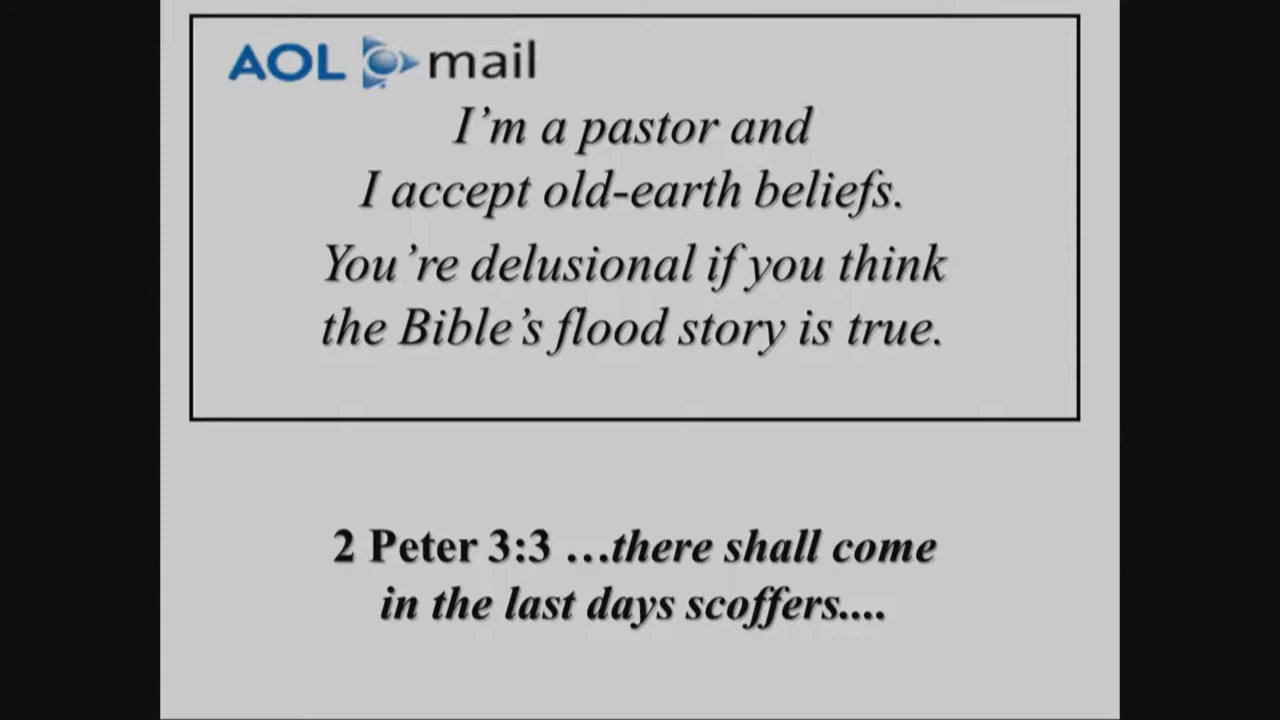 AOL mail
I'm a pastor and
I accept old-earth beliefs.
You're delusional if you think
the Bible's flood story is true.
2 Peter 3:3 …there shall come
in the last days scoffers....